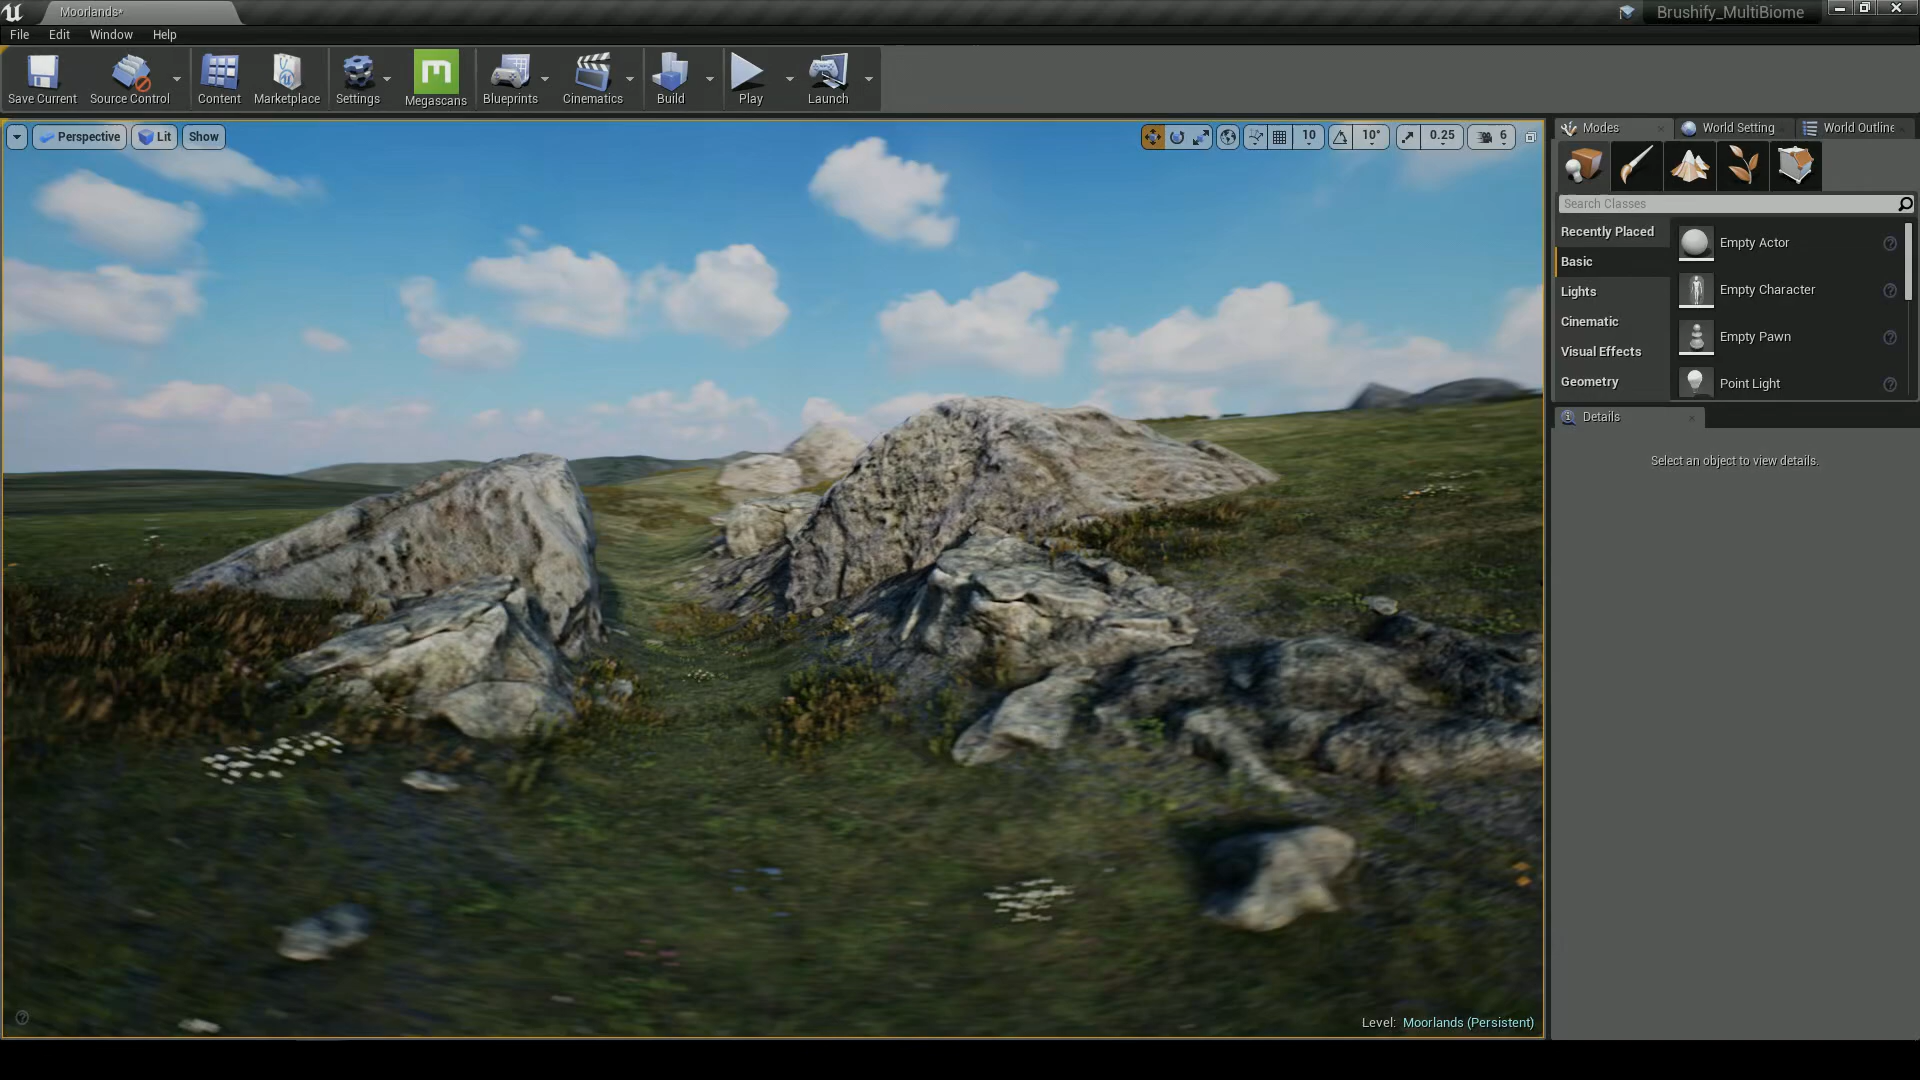 Moorlands*
Brushify_MultiBiome
File Edit Window Help
Save Current Source Control Content Marketplace Settings Megascans Blueprints Cinematics Build Play Launch
Perspective Lit Show
10 10° 0.25 6
Modes World Setting World Outline
Search Classes
Recently Placed
Basic
Lights
Cinematic
Visual Effects
Geometry
Empty Actor
Empty Character
Empty Pawn
Point Light
Details
Select an object to view details.
Level: Moorlands (Persistent)